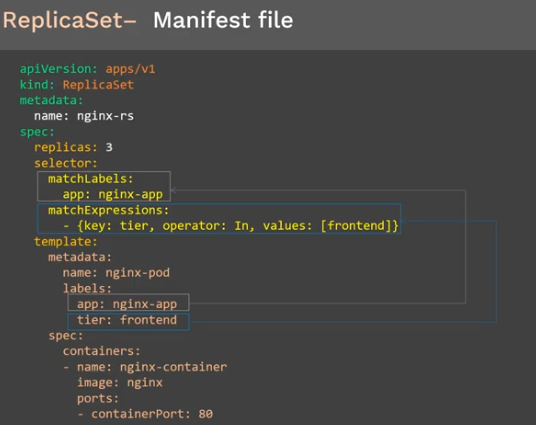 ReplicaSet– Manifest file
apiVersion: apps/v1
kind: ReplicaSet
metadata:
  name: nginx-rs
spec:
  replicas: 3
  selector:
    matchLabels:
      app: nginx-app
    matchExpressions:
      - {key: tier, operator: In, values: [frontend]}
  template:
    metadata:
      name: nginx-pod
      labels:
        app: nginx-app
        tier: frontend
    spec:
      containers:
      - name: nginx-container
        image: nginx
        ports:
        - containerPort: 80